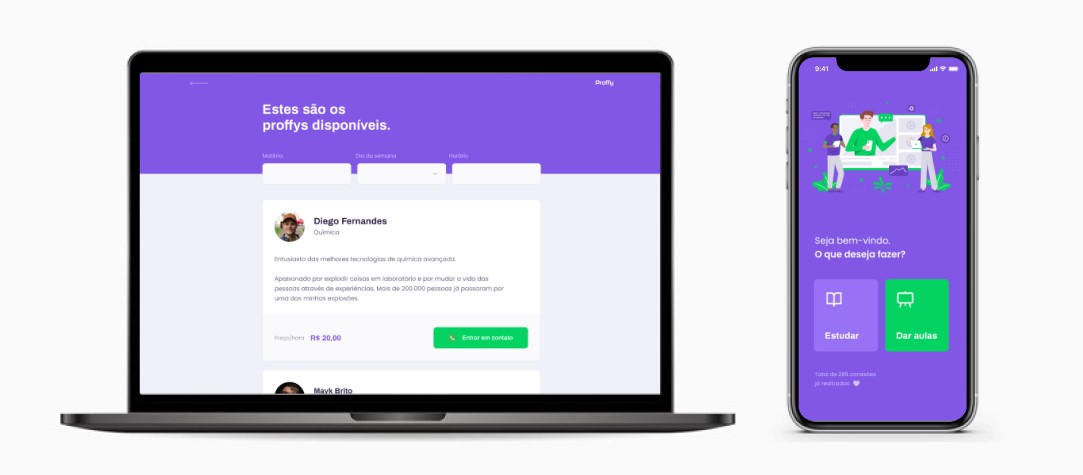 Proffy
Estes são os
proffys disponíveis.
Matéria
Dia da semana
Horário
Diego Fernandes
Química
Entusiasta das melhores tecnologias de química avançada.
Apaixonado por explodir coisas em laboratório e por mudar a vida das
pessoas através de experiências. Mais de 200.000 pessoas já passaram por
uma das minhas explosões.
Preço/hora R$ 20,00
Entrar em contato
Mayk Brito
9:41
Seja bem-vindo.
O que deseja fazer?
Estudar
Dar aulas
Total de 285 conexões
já realizadas